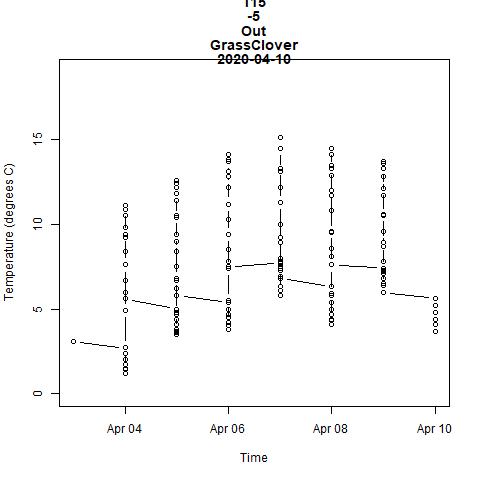 T15
-5
Out
GrassClover
2020-04-10
Temperature (degrees C)
15
10
5
0
Apr 04
Apr 06
Apr 08
Apr 10
Time